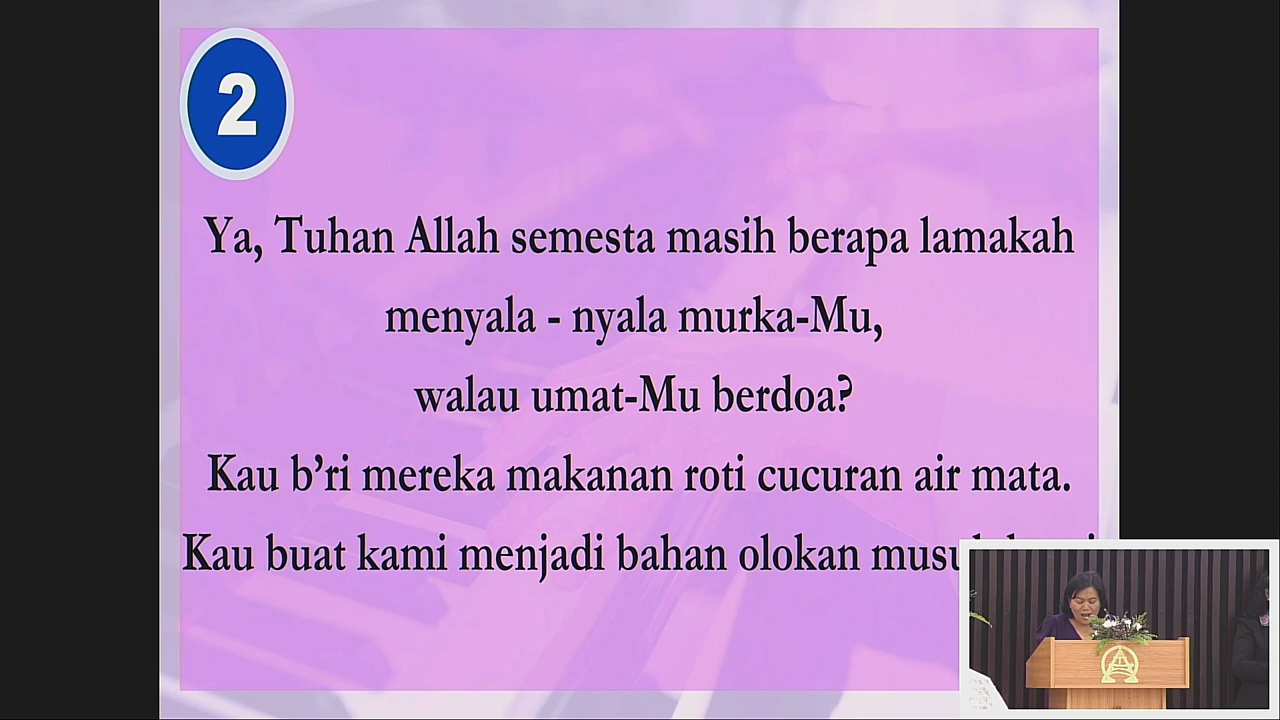 2
Ya, Tuhan Allah semesta masih berapa lamakah
menyala - nyala murka-Mu,
walau umat-Mu berdoa?
Kau b’ri mereka makanan roti cucuran air mata.
Kau buat kami menjadi bahan olokan